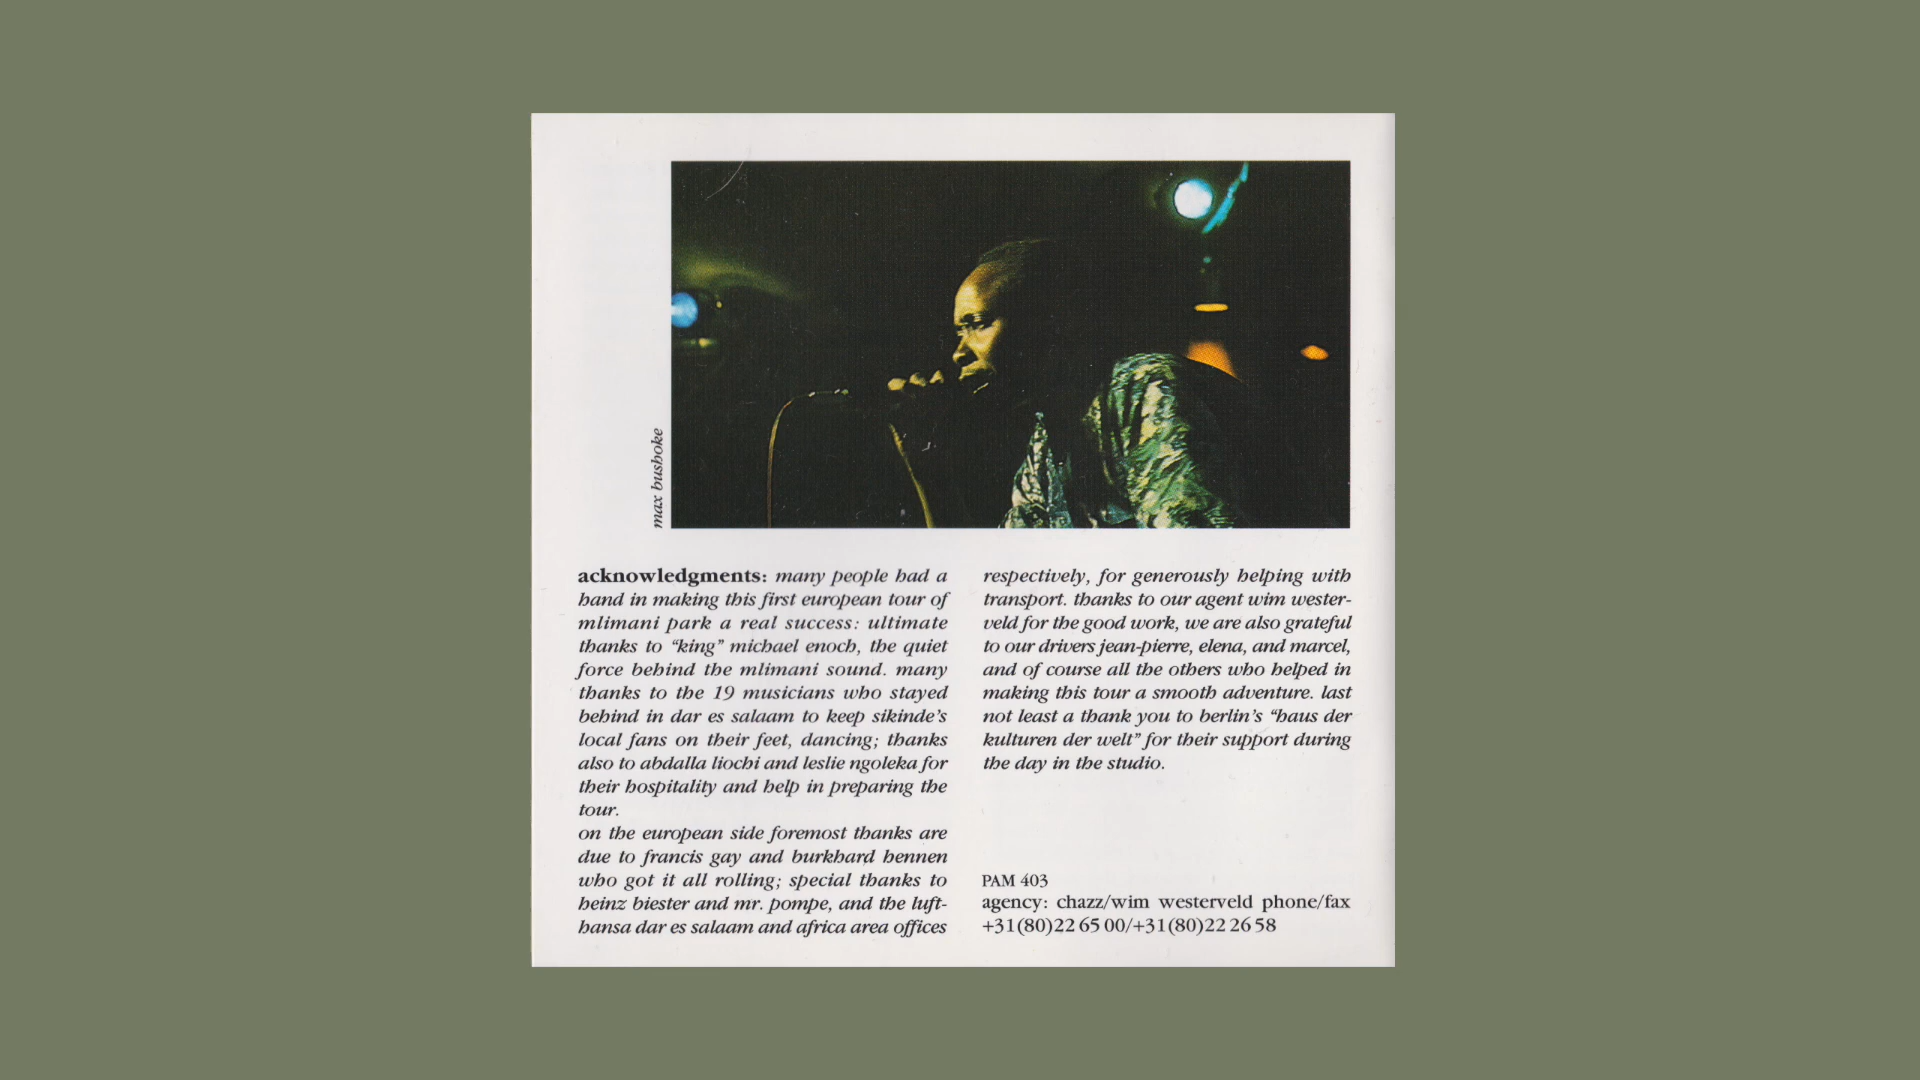 max bushoke
acknowledgments: many people had a
hand in making this first european tour of
mlimani park a real success: ultimate
thanks to “king” michael enoch, the quiet
force behind the mlimani sound. many
thanks to the 19 musicians who stayed
behind in dar es salaam to keep sikinde’s
local fans on their feet, dancing; thanks
also to abdalla liochi and leslie ngoleka for
their hospitality and help in preparing the
tour.
on the european side foremost thanks are
due to francis gay and burkhard hennen
who got it all rolling; special thanks to
heinz biester and mr. pompe, and the luft-
hansa dar es salaam and africa area offices
respectively, for generously helping with
transport. thanks to our agent wim wester-
veld for the good work, we are also grateful
to our drivers jean-pierre, elena, and marcel,
and of course all the others who helped in
making this tour a smooth adventure. last
not least a thank you to berlin’s “haus der
kulturen der welt” for their support during
the day in the studio.
PAM 403
agency: chazz/wim westerveld phone/fax
+31(80)22 65 00/+31(80)22 26 58